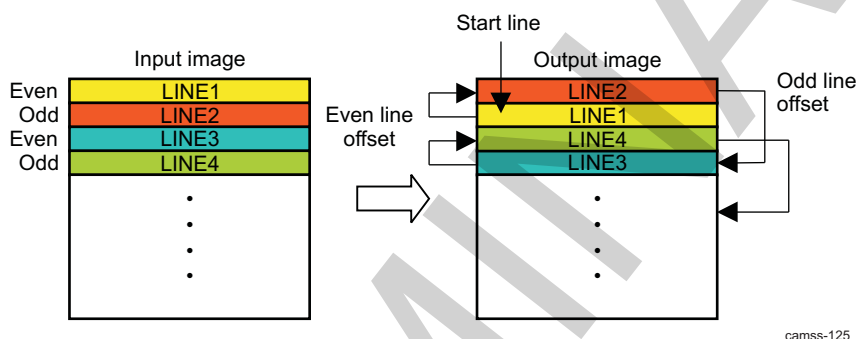 Start line
Input image
Output image
Even LINE1
Odd LINE2
Even LINE3
Odd LINE4
Even line
offset
LINE2
LINE1
LINE4
LINE3
Odd line
offset
camss-125